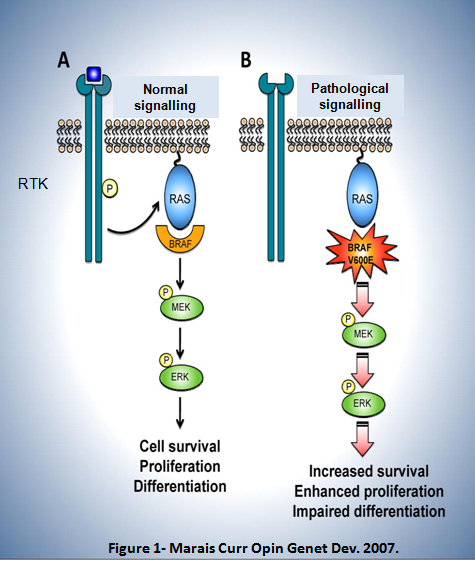 A
Normal
signalling
RTK
P
RAS
BRAF
P
MEK
P
ERK
Cell survival
Proliferation
Differentiation
B
Pathological
signalling
RAS
BRAF
V600E
P
MEK
P
ERK
Increased survival
Enhanced proliferation
Impaired differentiation
Figure 1- Marais Curr Opin Genet Dev. 2007.